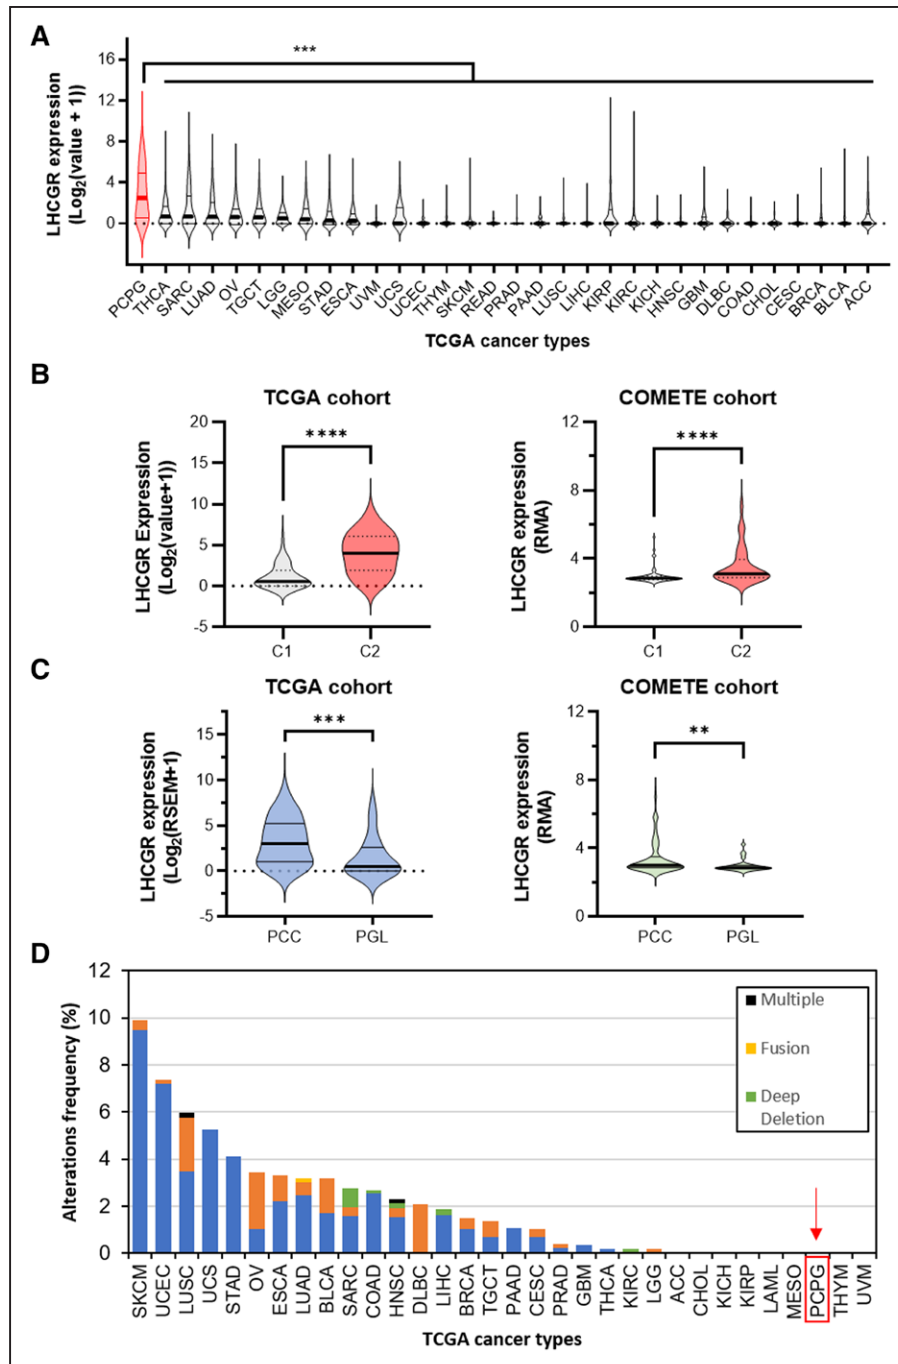 A
***
LHCGR expression
(Log2(value + 1))
16
12
8
4
0
PCPG THCA SARC LUAD OV TGCT LGG MESO STAD ESCA UVM UCS UCEC THYM SKCM READ PRAD PAAD LUSC LIHC KIRP KIRC KICH HNSC GBM DLBC COAD CHOL CESC BRCA BLCA ACC
TCGA cancer types
B
TCGA cohort
LHCGR Expression
(Log2(value+1))
20
15
10
5
0
-5
****
C1 C2
COMETE cohort
LHCGR expression
(RMA)
12
8
4
0
****
C1 C2
C
TCGA cohort
LHCGR expression
(Log2(RSEM+1)
15
10
5
0
-5
***
PCC PGL
COMETE cohort
LHCGR expression
(RMA)
12
8
4
0
**
PCC PGL
D
Alterations frequency (%)
12
10
8
6
4
2
0
Multiple
Fusion
Deep
Deletion
SKCM UCEC LUSC UCS STAD OV ESCA LUAD BLCA SARC COAD HNSC DLBC LIHC BRCA TGCT PAAD CESC PRAD GBM THCA KIRC LGG ACC CHOL KICH KIRP LAML MESO PCPG THYM UVM
TCGA cancer types